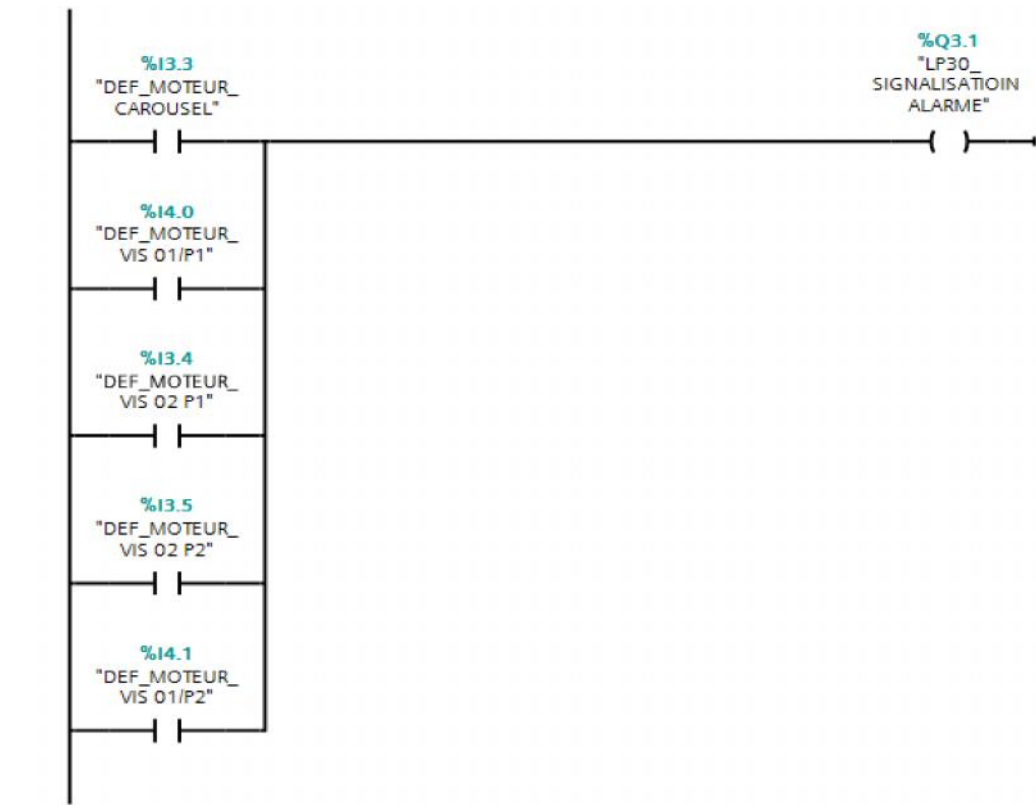 %I3.3
"DEF_MOTEUR_
CAROUSEL"
%Q3.1
"LP30_
SIGNALISATIOIN
ALARME"
%I4.0
"DEF_MOTEUR_
VIS 01/P1"
%I3.4
"DEF_MOTEUR_
VIS 02 P1"
%I3.5
"DEF_MOTEUR_
VIS 02 P2"
%I4.1
"DEF_MOTEUR_
VIS 01/P2"